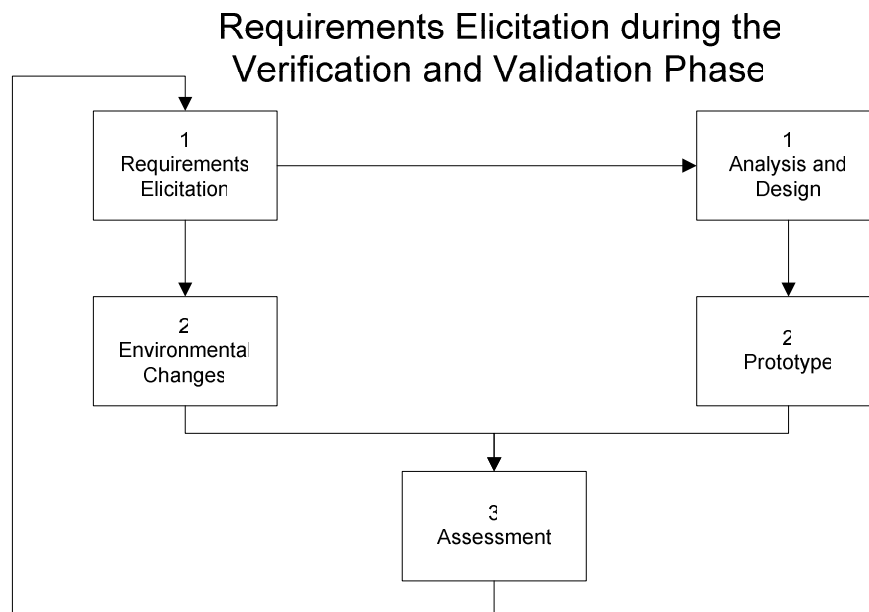 Requirements Elicitation during the
Verification and Validation Phase
1
Requirements
Elicitation
1
Analysis and
Design
2
Environmental
Changes
2
Prototype
3
Assessment